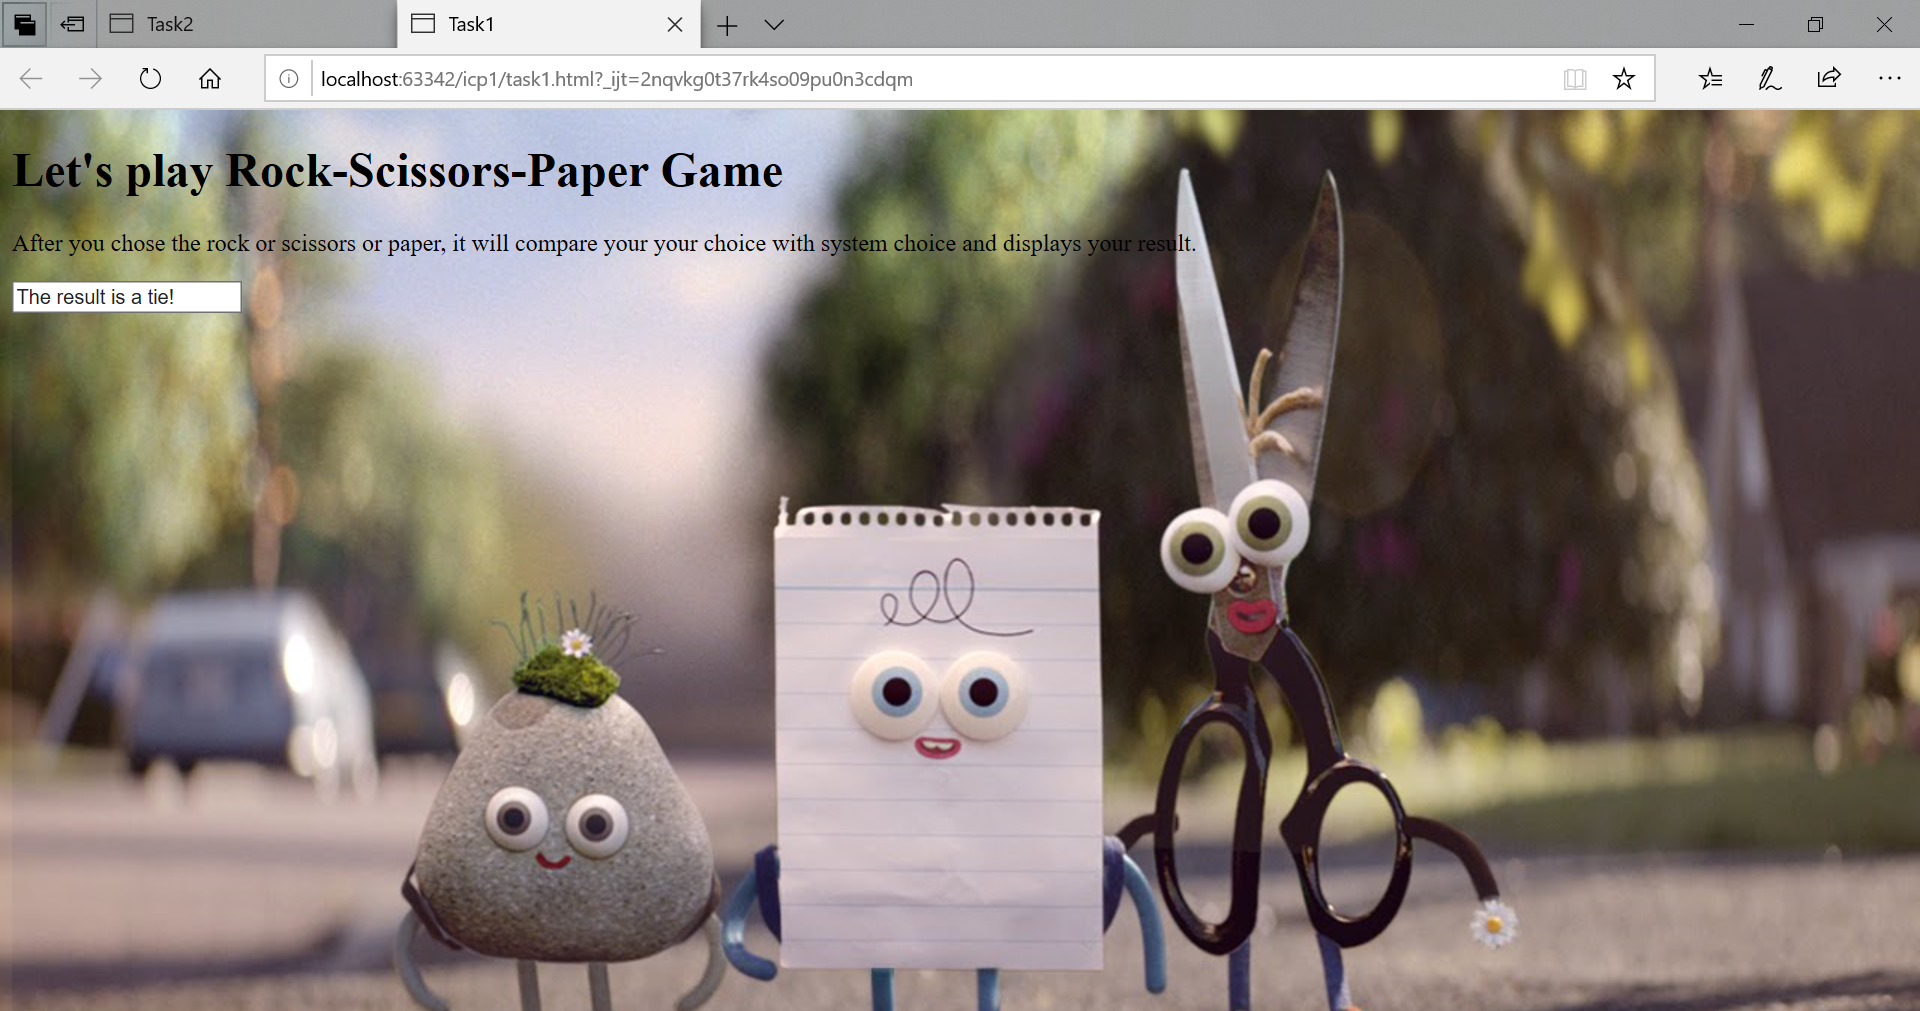 Task2
Task1
localhost:63342/icp1/task1.html?_ijt=2nqvkg0t37rk4so09pu0n3cdqm
Let's play Rock-Scissors-Paper Game
After you chose the rock or scissors or paper, it will compare your your choice with system choice and displays your result.
The result is a tie!